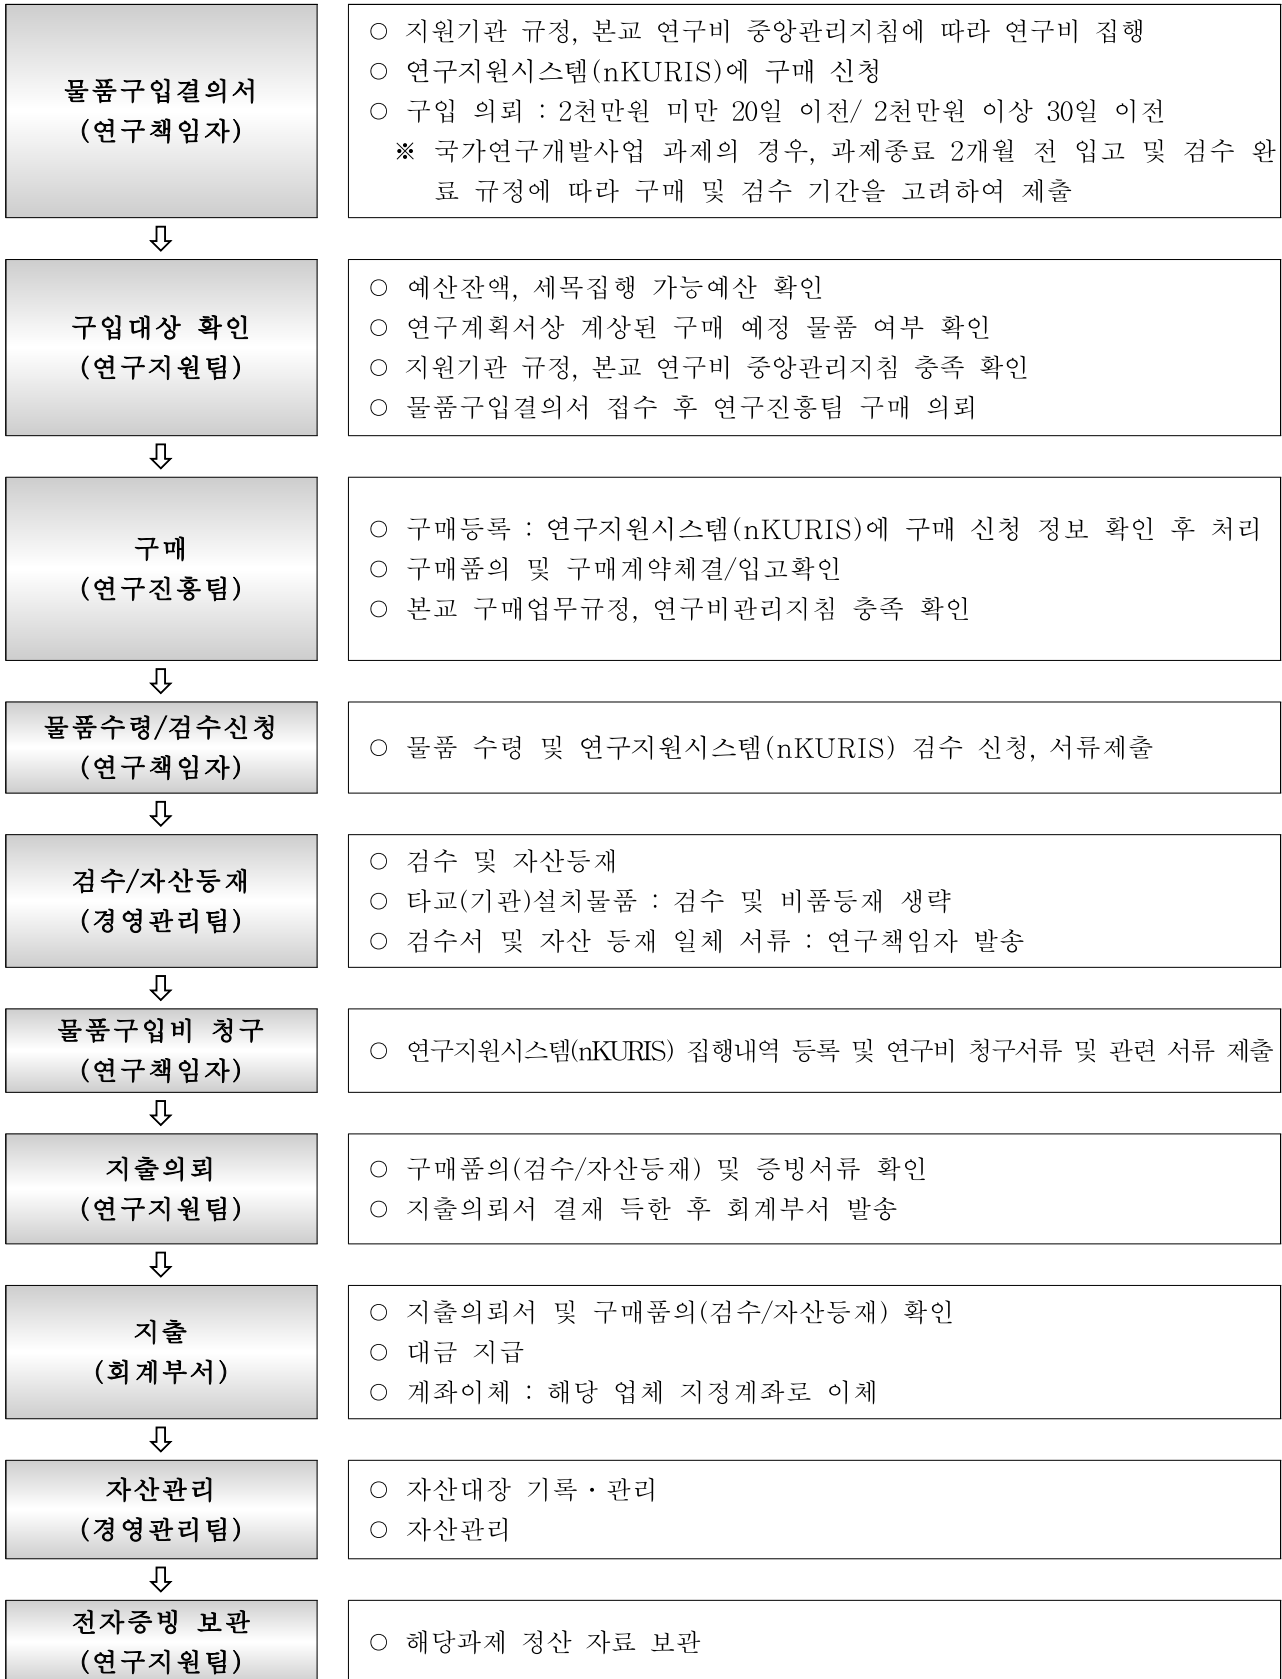 물품구입결의서
(연구책임자)
○ 지원기관 규정, 본교 연구비 중앙관리지침에 따라 연구비 집행
○ 연구지원시스템(nKURIS)에 구매 신청
○ 구입 의뢰 : 2천만원 미만 20일 이전/ 2천만원 이상 30일 이전
※ 국가연구개발사업 과제의 경우, 과제종료 2개월 전 입고 및 검수 완
료 규정에 따라 구매 및 검수 기간을 고려하여 제출
⇩
구입대상 확인
(연구지원팀)
○ 예산잔액, 세목집행 가능예산 확인
○ 연구계획서상 계상된 구매 예정 물품 여부 확인
○ 지원기관 규정, 본교 연구비 중앙관리지침 충족 확인
○ 물품구입결의서 접수 후 연구진흥팀 구매 의뢰
⇩
구매
(연구진흥팀)
○ 구매등록 : 연구지원시스템(nKURIS)에 구매 신청 정보 확인 후 처리
○ 구매품의 및 구매계약체결/입고확인
○ 본교 구매업무규정, 연구비관리지침 충족 확인
⇩
물품수령/검수신청
(연구책임자)
○ 물품 수령 및 연구지원시스템(nKURIS) 검수 신청, 서류제출
⇩
검수/자산등재
(경영관리팀)
○ 검수 및 자산등재
○ 타교(기관)설치물품 : 검수 및 비품등재 생략
○ 검수서 및 자산 등재 일체 서류 : 연구책임자 발송
⇩
물품구입비 청구
(연구책임자)
○ 연구지원시스템(nKURIS) 집행내역 등록 및 연구비 청구서류 및 관련 서류 제출
⇩
지출의뢰
(연구지원팀)
○ 구매품의(검수/자산등재) 및 증빙서류 확인
○ 지출의뢰서 결재 득한 후 회계부서 발송
⇩
지출
(회계부서)
○ 지출의뢰서 및 구매품의(검수/자산등재) 확인
○ 대금 지급
○ 계좌이체 : 해당 업체 지정계좌로 이체
⇩
자산관리
(경영관리팀)
○ 자산대장 기록・관리
○ 자산관리
⇩
전자증빙 보관
(연구지원팀)
○ 해당과제 정산 자료 보관